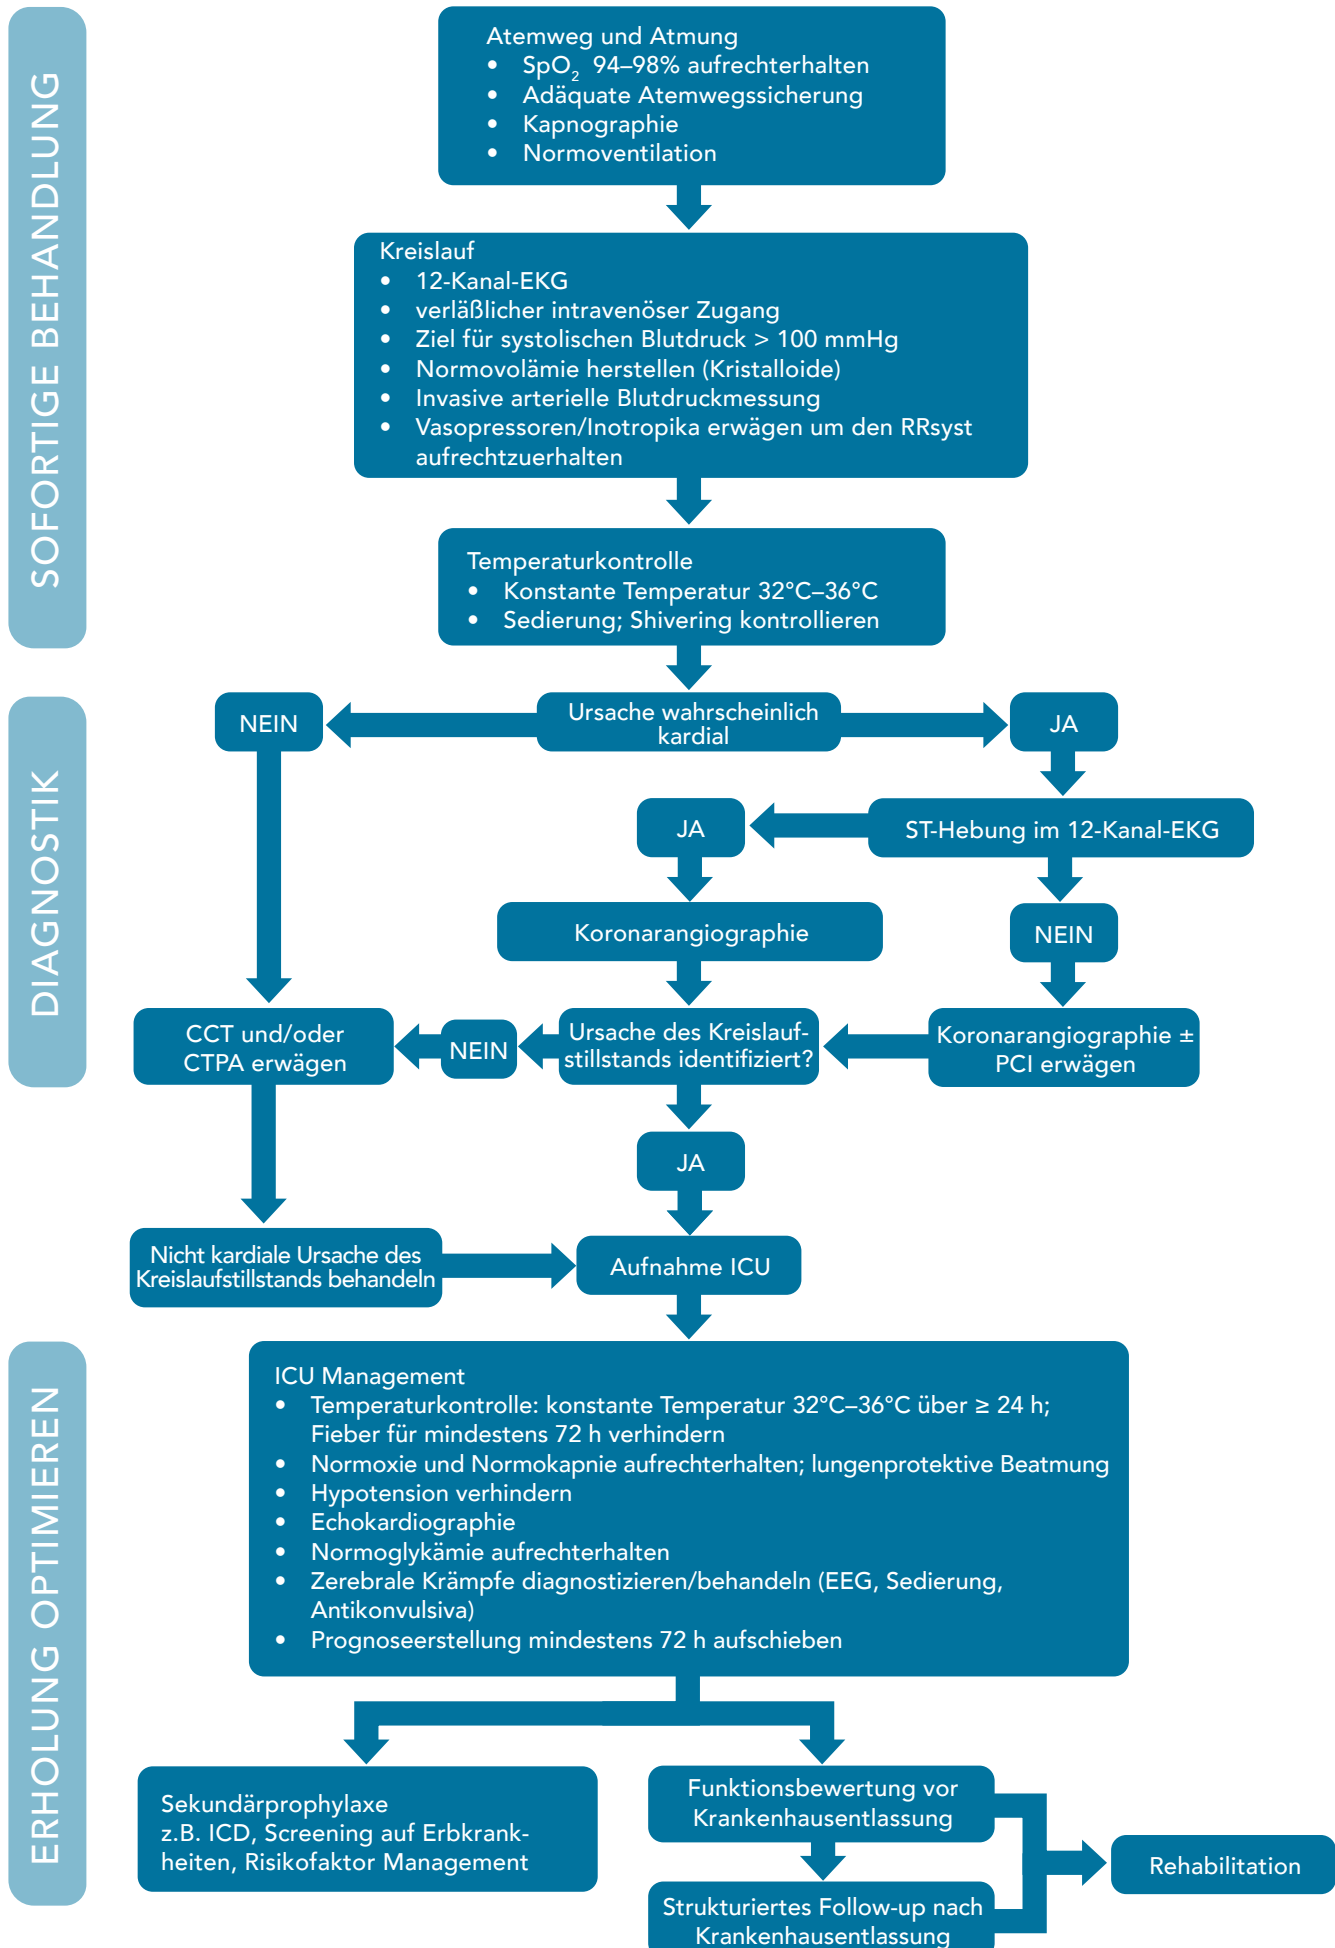 SOFORTIGE BEHANDLUNG
Atemweg und Atmung
• SpO₂ 94–98% aufrechterhalten
• Adäquate Atemwegssicherung
• Kapnographie
• Normoventilation
Kreislauf
• 12-Kanal-EKG
• verläßlicher intravenöser Zugang
• Ziel für systolischen Blutdruck > 100 mmHg
• Normovolämie herstellen (Kristalloide)
• Invasive arterielle Blutdruckmessung
• Vasopressoren/Inotropika erwägen um den RRsyst
aufrechtzuerhalten
Temperaturkontrolle
• Konstante Temperatur 32°C–36°C
• Sedierung; Shivering kontrollieren
DIAGNOSTIK
NEIN
Ursache wahrscheinlich
kardial
JA
JA
ST-Hebung im 12-Kanal-EKG
Koronarangiographie
NEIN
CCT und/oder
CTPA erwägen
NEIN
Ursache des Kreislauf-
stillstands identifiziert?
Koronarangiographie ±
PCI erwägen
JA
Nicht kardiale Ursache des
Kreislaufstillstands behandeln
Aufnahme ICU
ERHOLUNG OPTIMIEREN
ICU Management
• Temperaturkontrolle: konstante Temperatur 32°C–36°C über ≥ 24 h;
Fieber für mindestens 72 h verhindern
• Normoxie und Normokapnie aufrechterhalten; lungenprotektive Beatmung
• Hypotension verhindern
• Echokardiographie
• Normoglykämie aufrechterhalten
• Zerebrale Krämpfe diagnostizieren/behandeln (EEG, Sedierung,
Antikonvulsiva)
• Prognoseerstellung mindestens 72 h aufschieben
Sekundärprophylaxe
z.B. ICD, Screening auf Erbkrank-
heiten, Risikofaktor Management
Funktionsbewertung vor
Krankenhausentlassung
Rehabilitation
Strukturiertes Follow-up nach
Krankenhausentlassung